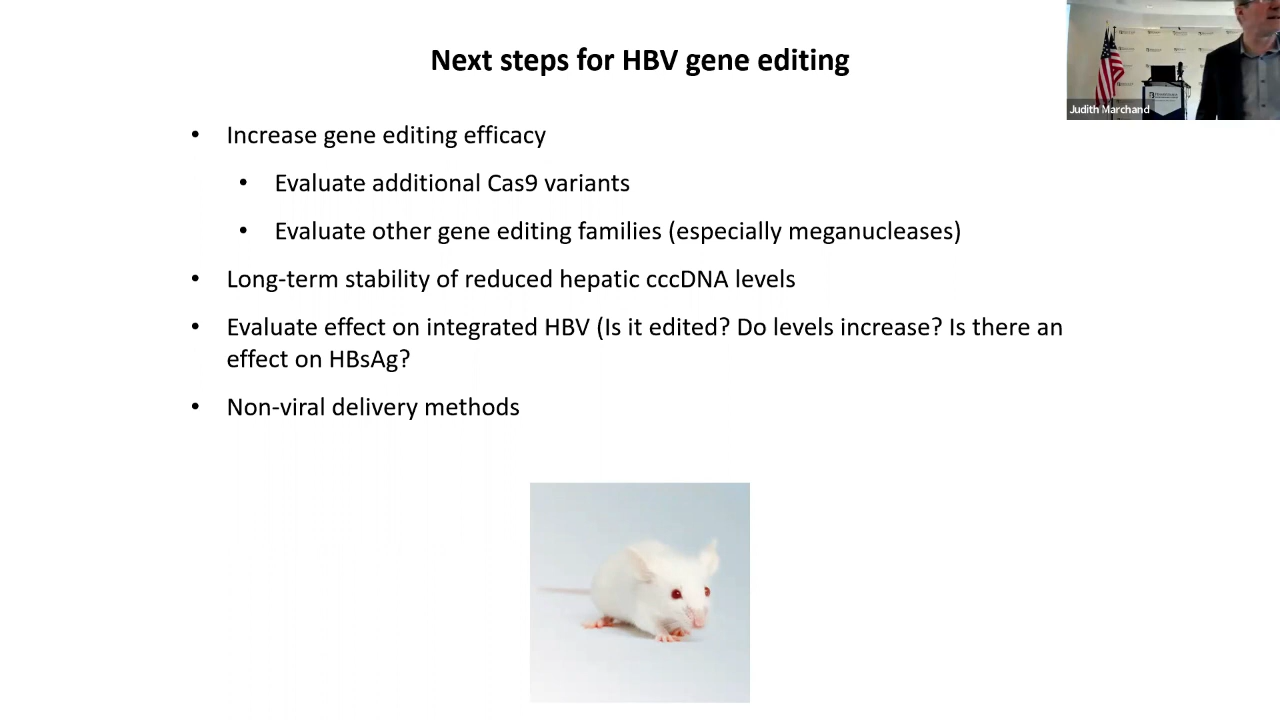 Next steps for HBV gene editing
Judith Marchand
• Increase gene editing efficacy
• Evaluate additional Cas9 variants
• Evaluate other gene editing families (especially meganucleases)
• Long-term stability of reduced hepatic cccDNA levels
• Evaluate effect on integrated HBV (Is it edited? Do levels increase? Is there an
effect on HBsAg?
• Non-viral delivery methods